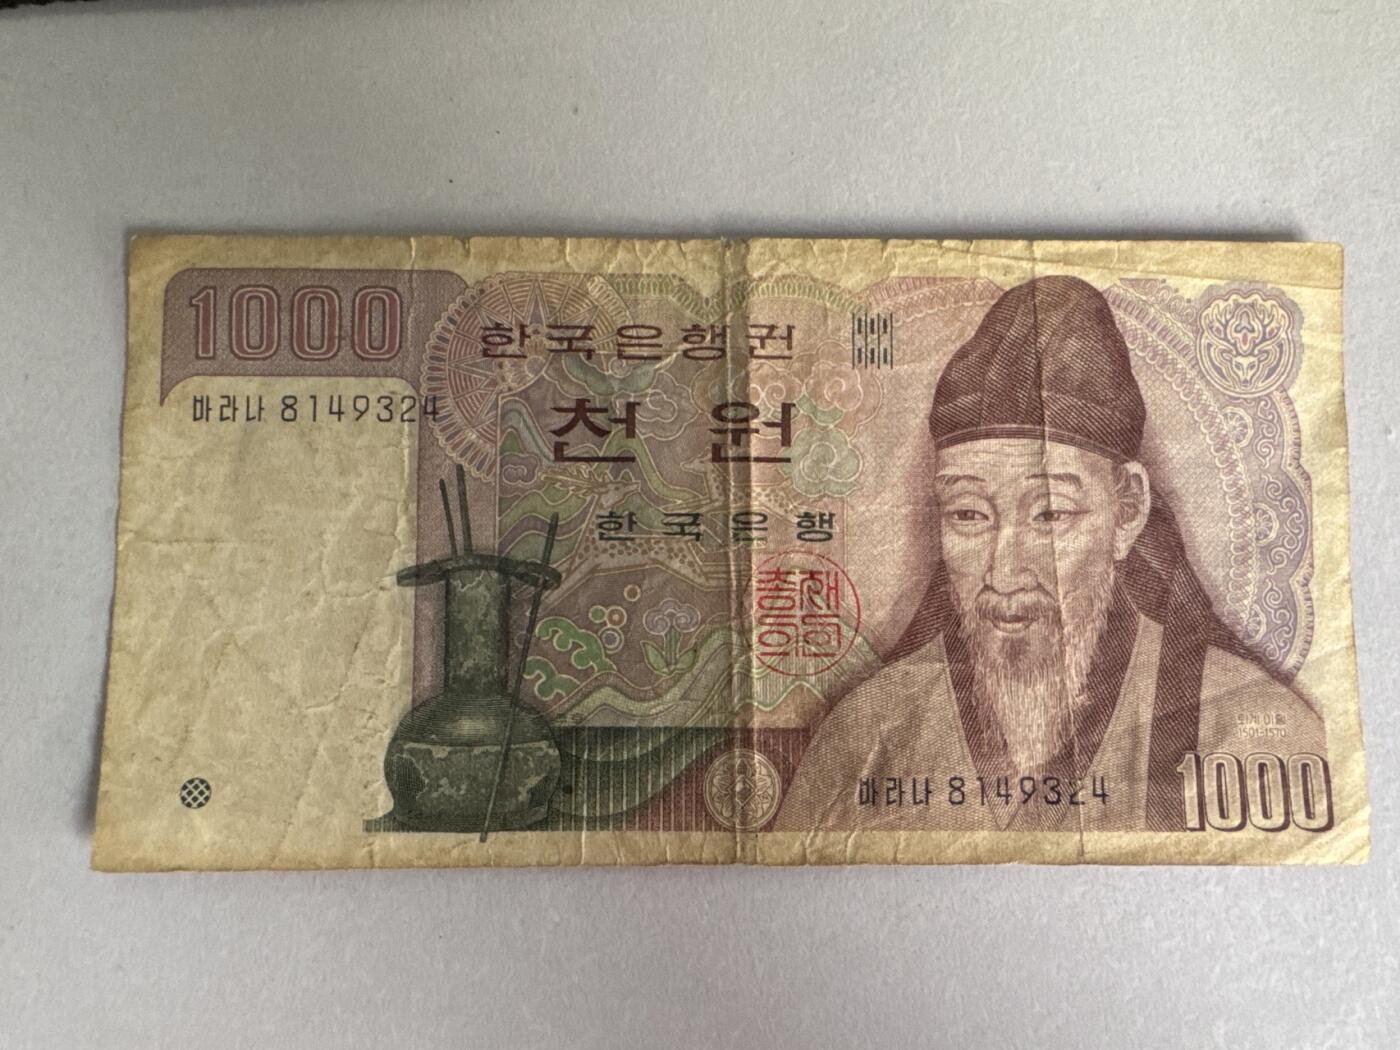 1000
한국은행권
바라나 8149324
천 원
한국은행
총재의인
퇴계 이황
1501-1570
바라나 8149324
1000